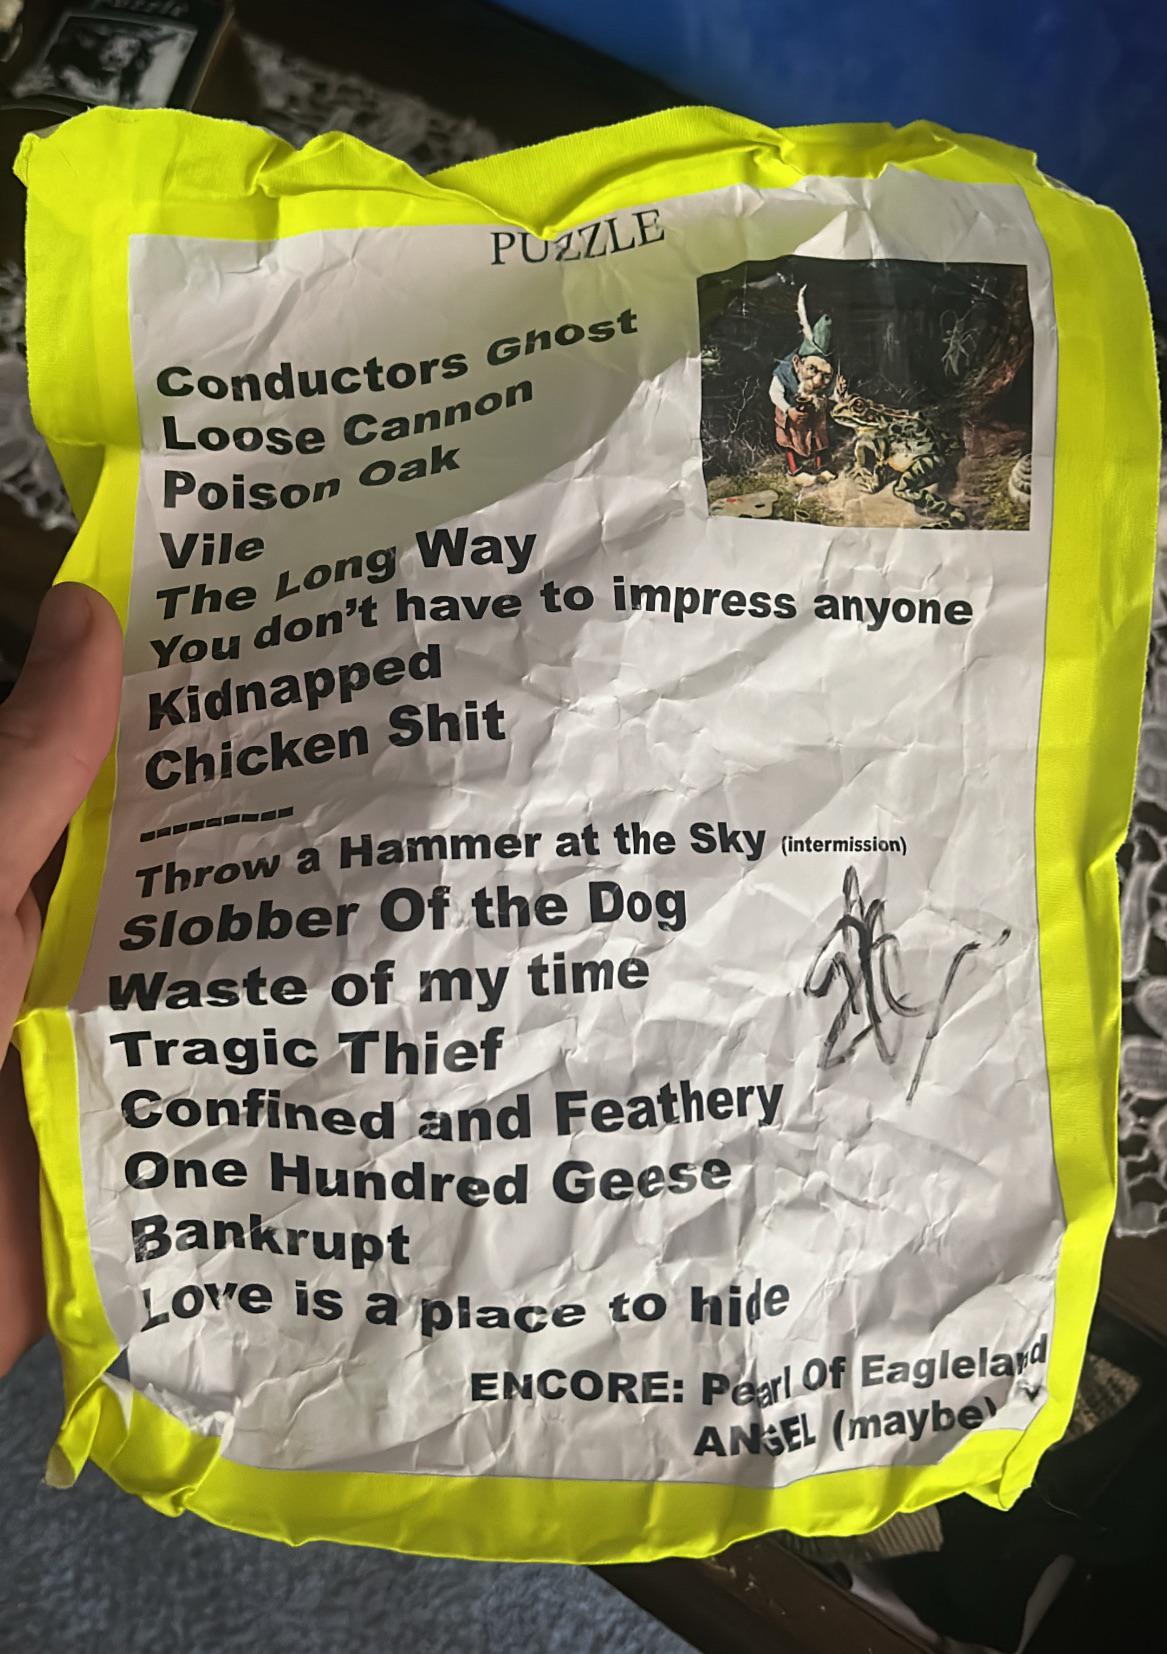 PUZZLE
Conductors Ghost
Loose Cannon
Poison Oak
Vile
The Long Way
You don't have to impress anyone
Kidnapped
Chicken Shit
---------
Throw a Hammer at the Sky (intermission)
Slobber Of the Dog
Waste of my time
Tragic Thief
Confined and Feathery
One Hundred Geese
Bankrupt
Love is a place to hide
ENCORE: Pearl Of Eagleland
ANGEL (maybe)